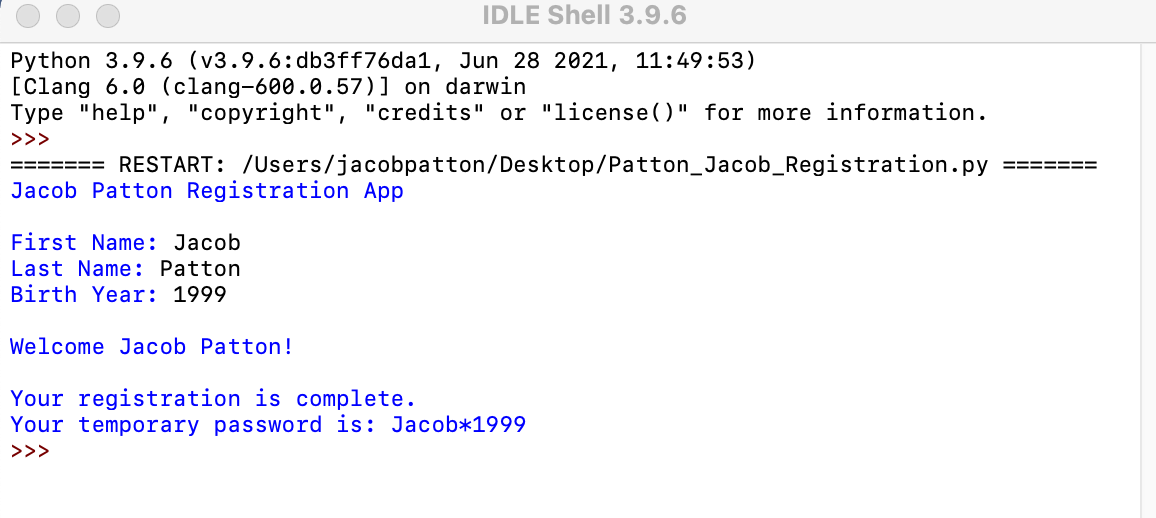 IDLE Shell 3.9.6
Python 3.9.6 (v3.9.6:db3ff76da1, Jun 28 2021, 11:49:53)
[Clang 6.0 (clang-600.0.57)] on darwin
Type "help", "copyright", "credits" or "license()" for more information.
>>>
======= RESTART: /Users/jacobpatton/Desktop/Patton_Jacob_Registration.py =======
Jacob Patton Registration App
First Name: Jacob
Last Name: Patton
Birth Year: 1999
Welcome Jacob Patton!
Your registration is complete.
Your temporary password is: Jacob*1999
>>>